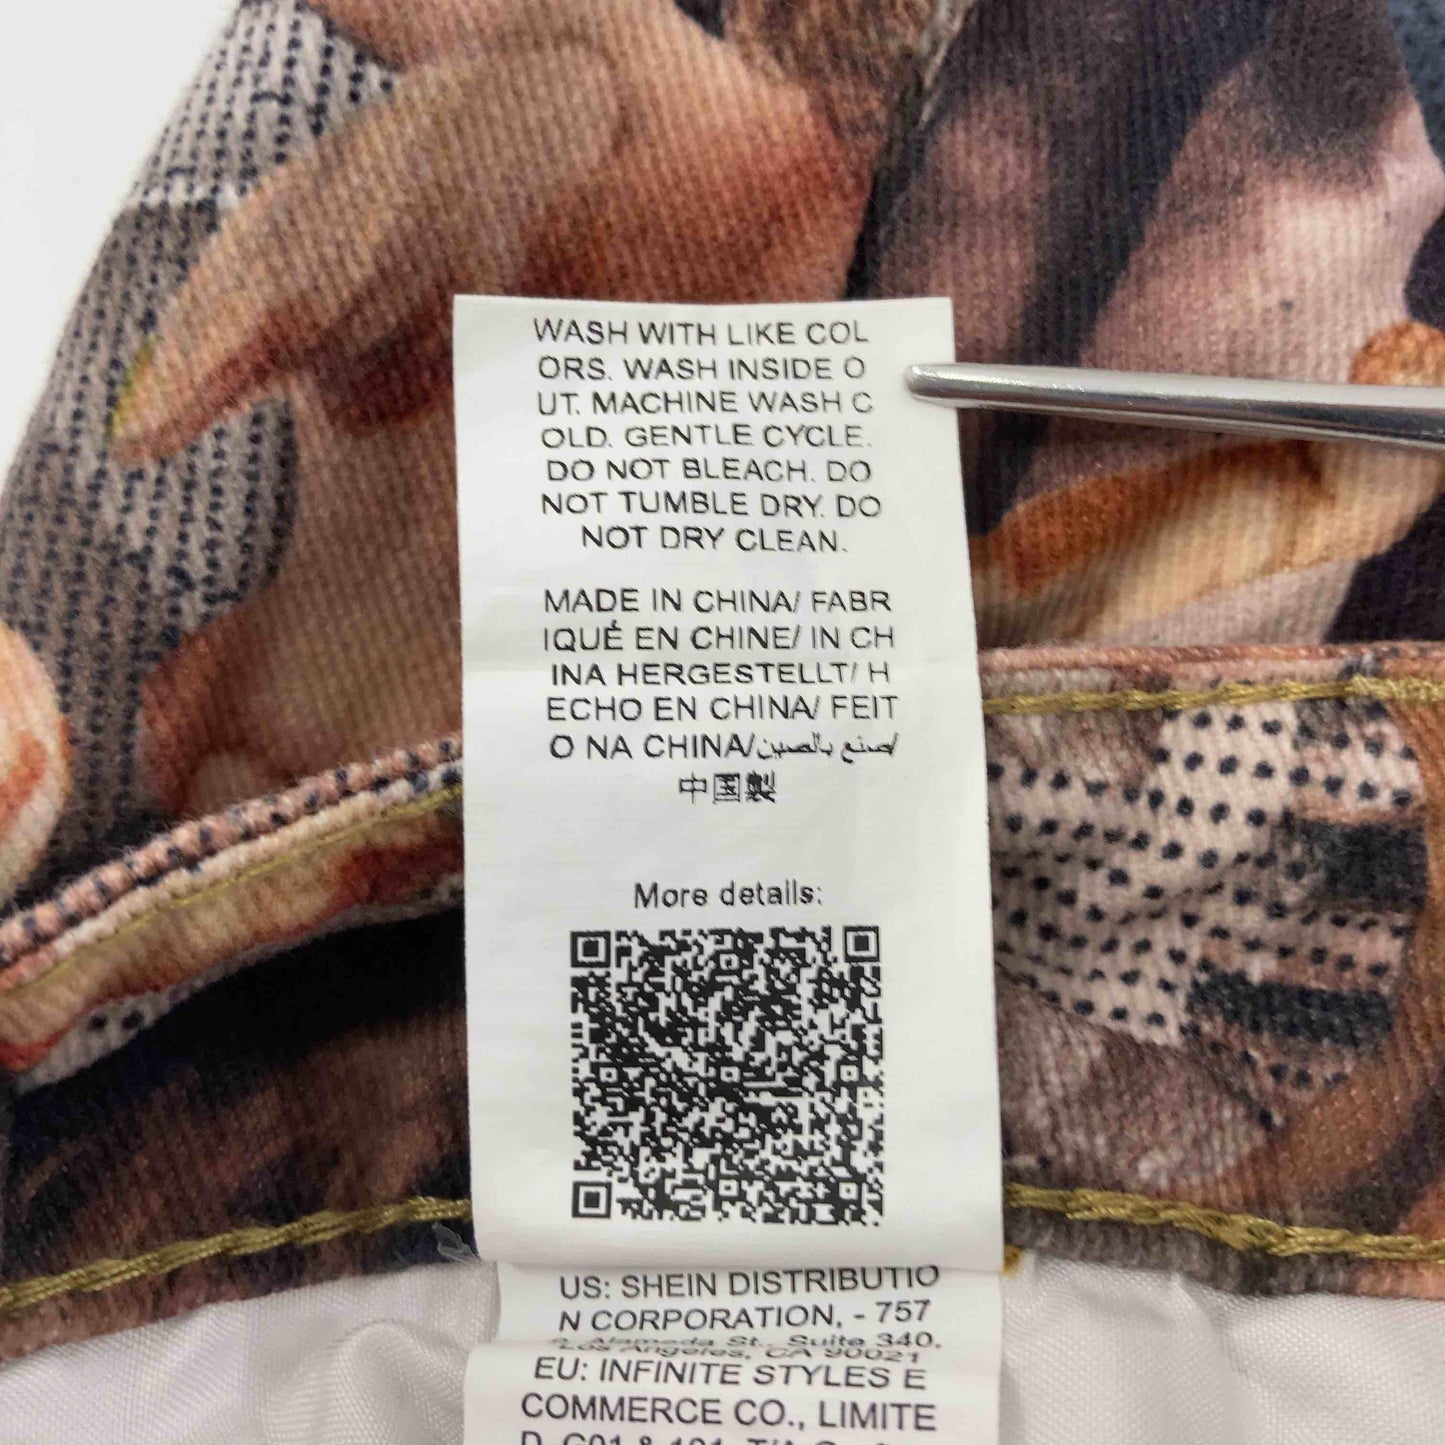 WASH WITH LIKE COL
ORS. WASH INSIDE O
UT. MACHINE WASH C
OLD. GENTLE CYCLE.
DO NOT BLEACH. DO
NOT TUMBLE DRY. DO
NOT DRY CLEAN.
MADE IN CHINA/ FABR
IQUÉ EN CHINE/ IN CH
INA HERGESTELLT/ H
ECHO EN CHINA/ FEIT
O NA CHINA/صنع بالصين/
中国製
More details:
US: SHEIN DISTRIBUTIO
N CORPORATION, - 757
Alameda St., Suite 340,
Los Angeles, CA 90021
EU: INFINITE STYLES E
COMMERCE CO., LIMITE
D, G01 &